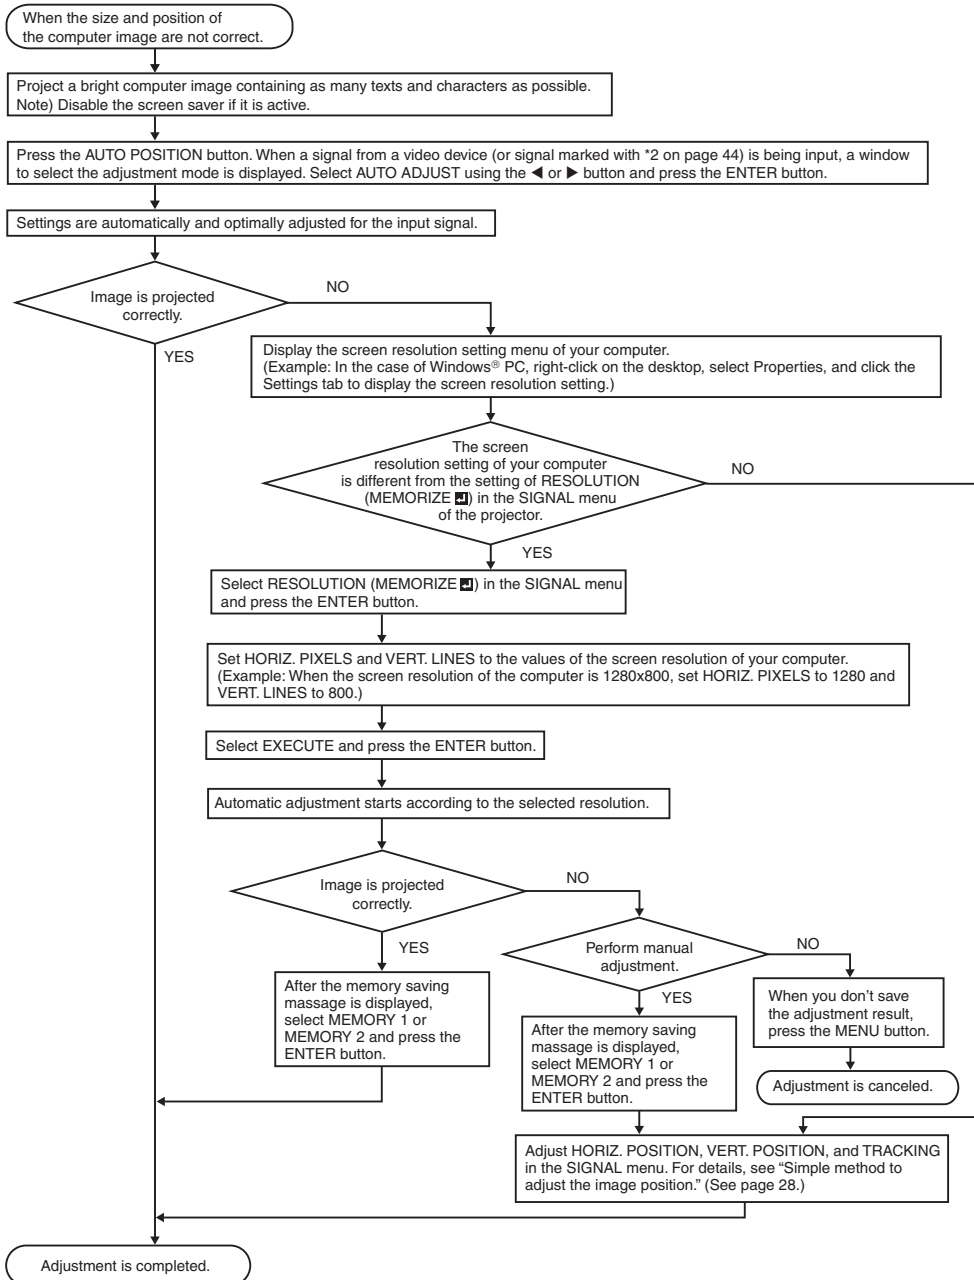 When the size and position of
the computer image are not correct.
Project a bright computer image containing as many texts and characters as possible.
Note) Disable the screen saver if it is active.
Press the AUTO POSITION button. When a signal from a video device (or signal marked with *2 on page 44) is being input, a window
to select the adjustment mode is displayed. Select AUTO ADJUST using the ◀ or ▶ button and press the ENTER button.
Settings are automatically and optimally adjusted for the input signal.
Image is projected
correctly.
NO
YES
Display the screen resolution setting menu of your computer.
(Example: In the case of Windows® PC, right-click on the desktop, select Properties, and click the
Settings tab to display the screen resolution setting.)
The screen
resolution setting of your computer
is different from the setting of RESOLUTION
(MEMORIZE ↵) in the SIGNAL menu
of the projector.
NO
YES
Select RESOLUTION (MEMORIZE ↵) in the SIGNAL menu
and press the ENTER button.
Set HORIZ. PIXELS and VERT. LINES to the values of the screen resolution of your computer.
(Example: When the screen resolution of the computer is 1280x800, set HORIZ. PIXELS to 1280 and
VERT. LINES to 800.)
Select EXECUTE and press the ENTER button.
Automatic adjustment starts according to the selected resolution.
Image is projected
correctly.
NO
YES
After the memory saving
massage is displayed,
select MEMORY 1 or
MEMORY 2 and press the
ENTER button.
Perform manual
adjustment.
NO
YES
After the memory saving
massage is displayed,
select MEMORY 1 or
MEMORY 2 and press the
ENTER button.
When you don't save
the adjustment result,
press the MENU button.
Adjustment is canceled.
Adjust HORIZ. POSITION, VERT. POSITION, and TRACKING
in the SIGNAL menu. For details, see “Simple method to
adjust the image position.” (See page 28.)
Adjustment is completed.